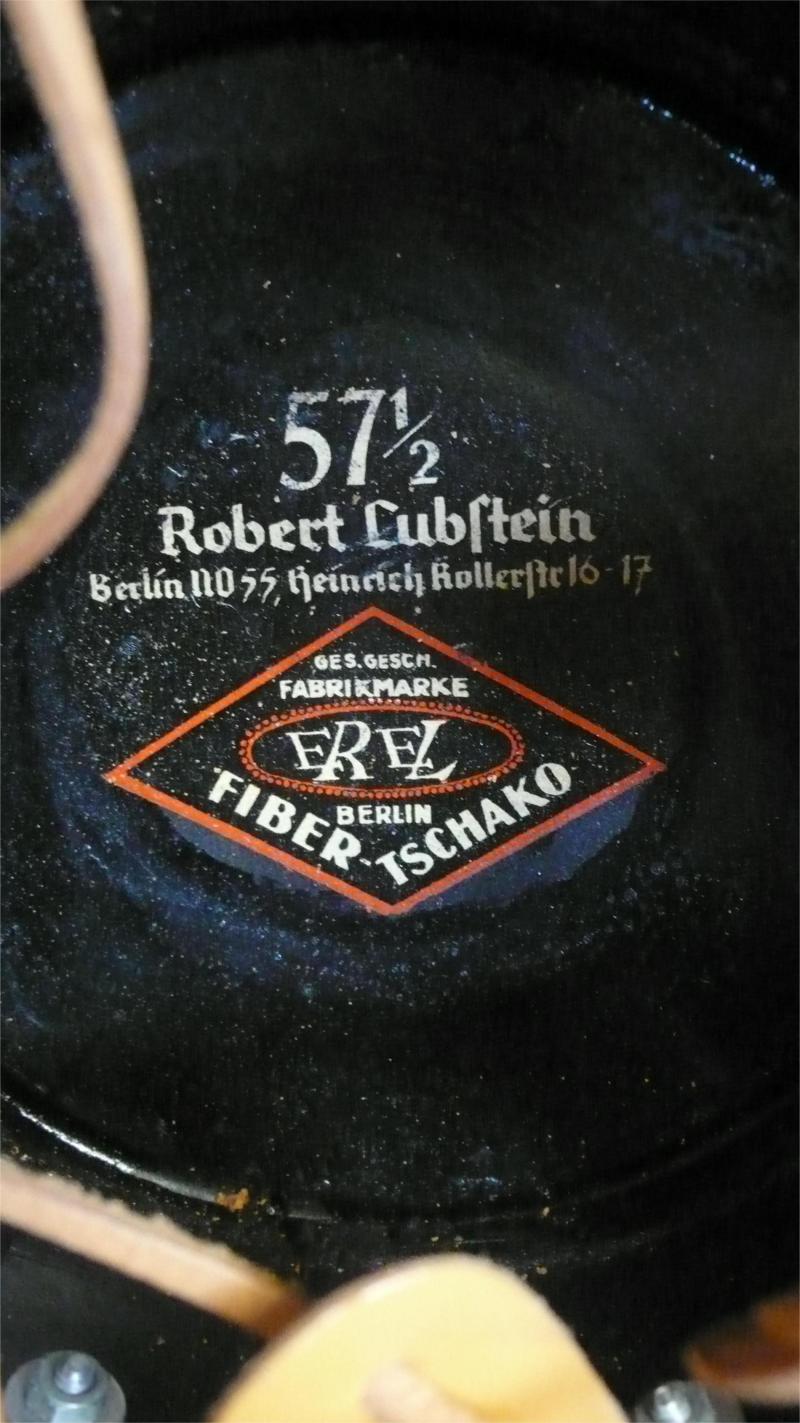 57½
Robert Lubſtein
Berlin NO 55, Heinrich Rollerſtr 16-17
GES. GESCH.
FABRIKMARKE
EREL
BERLIN
FIBER-TSCHAKO